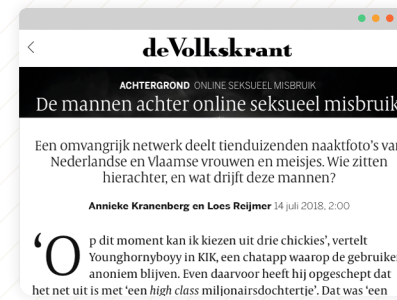 de Volkskrant
ACHTERGROND ONLINE SEKSUEEL MISBRUIK
De mannen achter online seksueel misbruik
Een omvangrijk netwerk deelt tienduizenden naaktfoto's van
Nederlandse en Vlaamse vrouwen en meisjes. Wie zitten
hierachter, en wat drijft deze mannen?
Annieke Kranenberg en Loes Reijmer 14 juli 2018, 2:00
‘Op dit moment kan ik kiezen uit drie chickies’, vertelt
Younghornyboyy in KIK, een chatapp waarop de gebruiker
anoniem blijven. Even daarvoor heeft hij opgeschept dat
het net uit is met ‘een high class miljonairsdochtertje’. Dat was ‘een